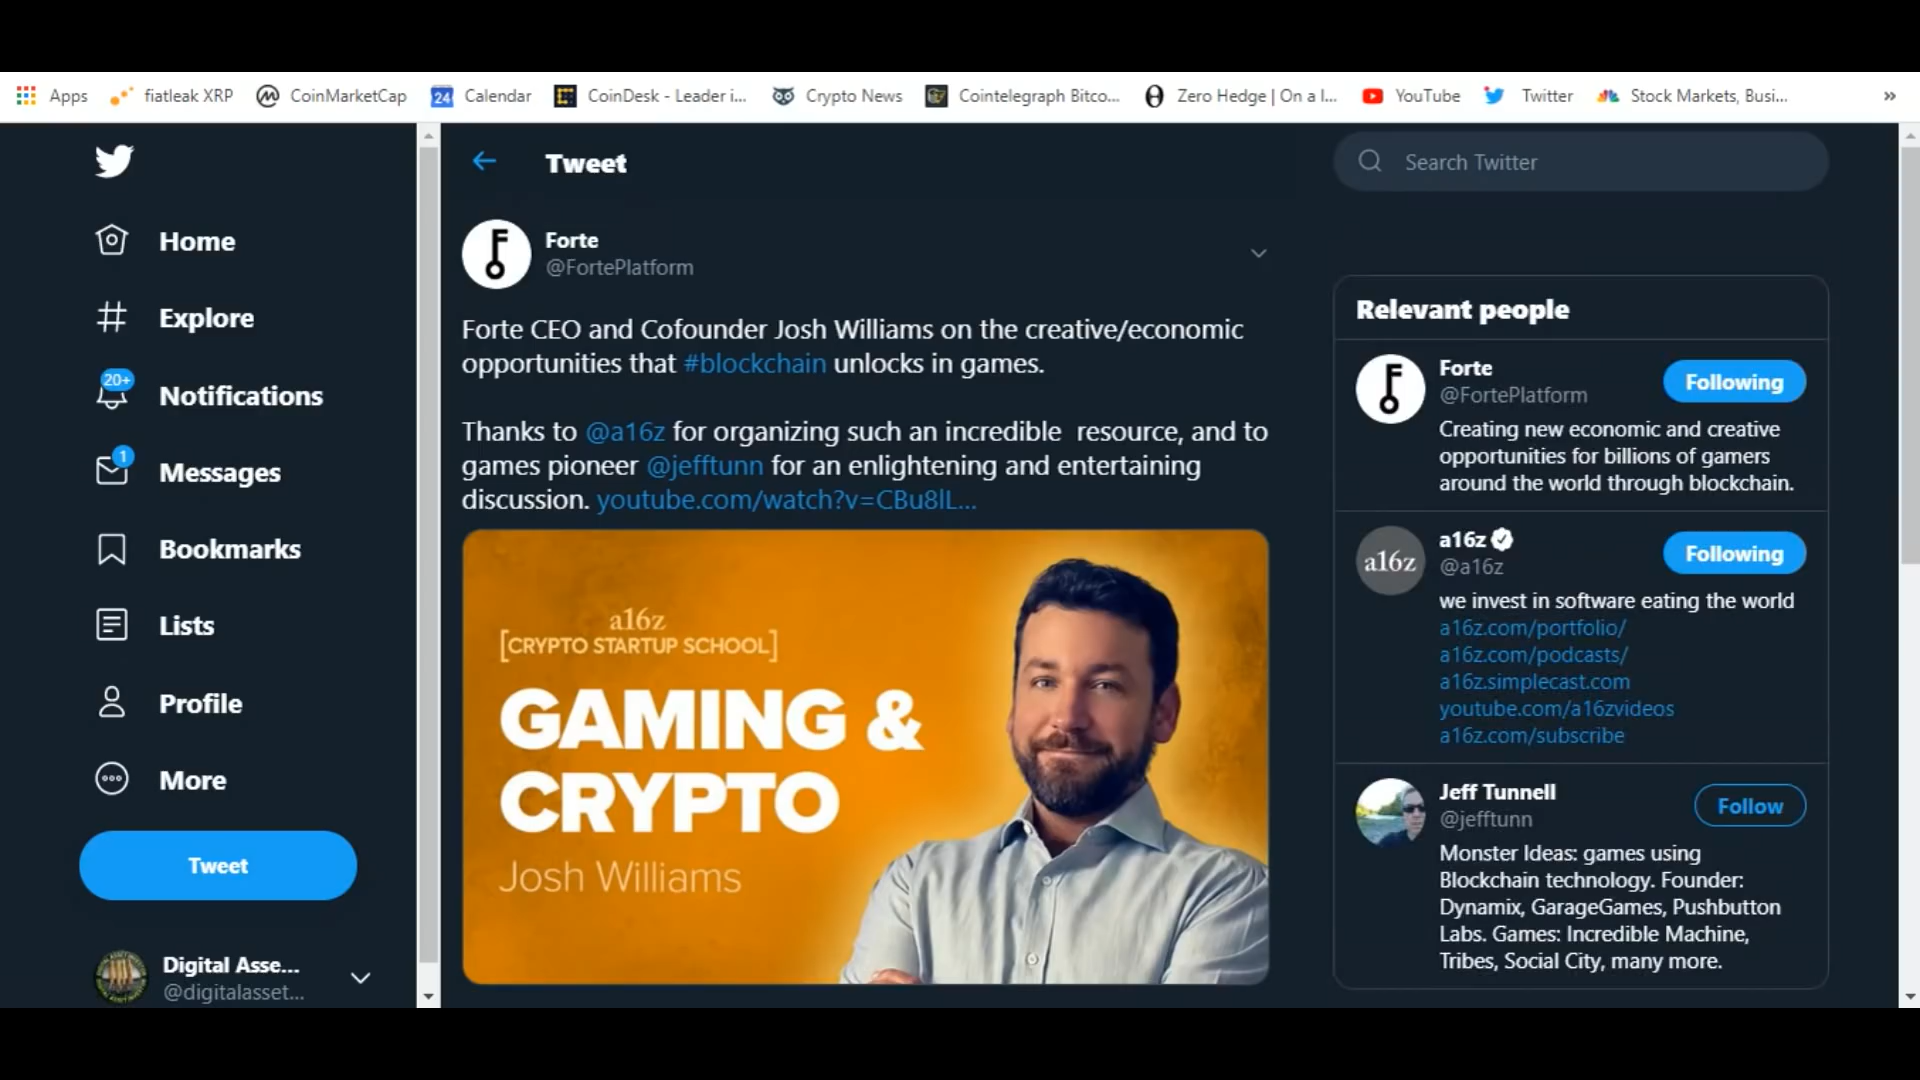 Apps
fiatleak XRP
CoinMarketCap
24
Calendar
CoinDesk - Leader i...
Crypto News
Cointelegraph Bitco...
Zero Hedge | On a l...
YouTube
Twitter
Stock Markets, Busi...
»
Home
Explore
20+
Notifications
1
Messages
Bookmarks
Lists
Profile
More
Tweet
Digital Asse...
@digitalasset...
Tweet
Forte
@FortePlatform
Forte CEO and Cofounder Josh Williams on the creative/economic
opportunities that #blockchain unlocks in games.
Thanks to @a16z for organizing such an incredible resource, and to
games pioneer @jefftunn for an enlightening and entertaining
discussion. youtube.com/watch?v=CBu8lL...
a16z
[CRYPTO STARTUP SCHOOL]
GAMING &
CRYPTO
Josh Williams
Search Twitter
Relevant people
Forte
@FortePlatform
Following
Creating new economic and creative
opportunities for billions of gamers
around the world through blockchain.
a16z
a16z
@a16z
Following
we invest in software eating the world
a16z.com/portfolio/
a16z.com/podcasts/
a16z.simplecast.com
youtube.com/a16zvideos
a16z.com/subscribe
Jeff Tunnell
@jefftunn
Follow
Monster Ideas: games using
Blockchain technology. Founder:
Dynamix, GarageGames, Pushbutton
Labs. Games: Incredible Machine,
Tribes, Social City, many more.